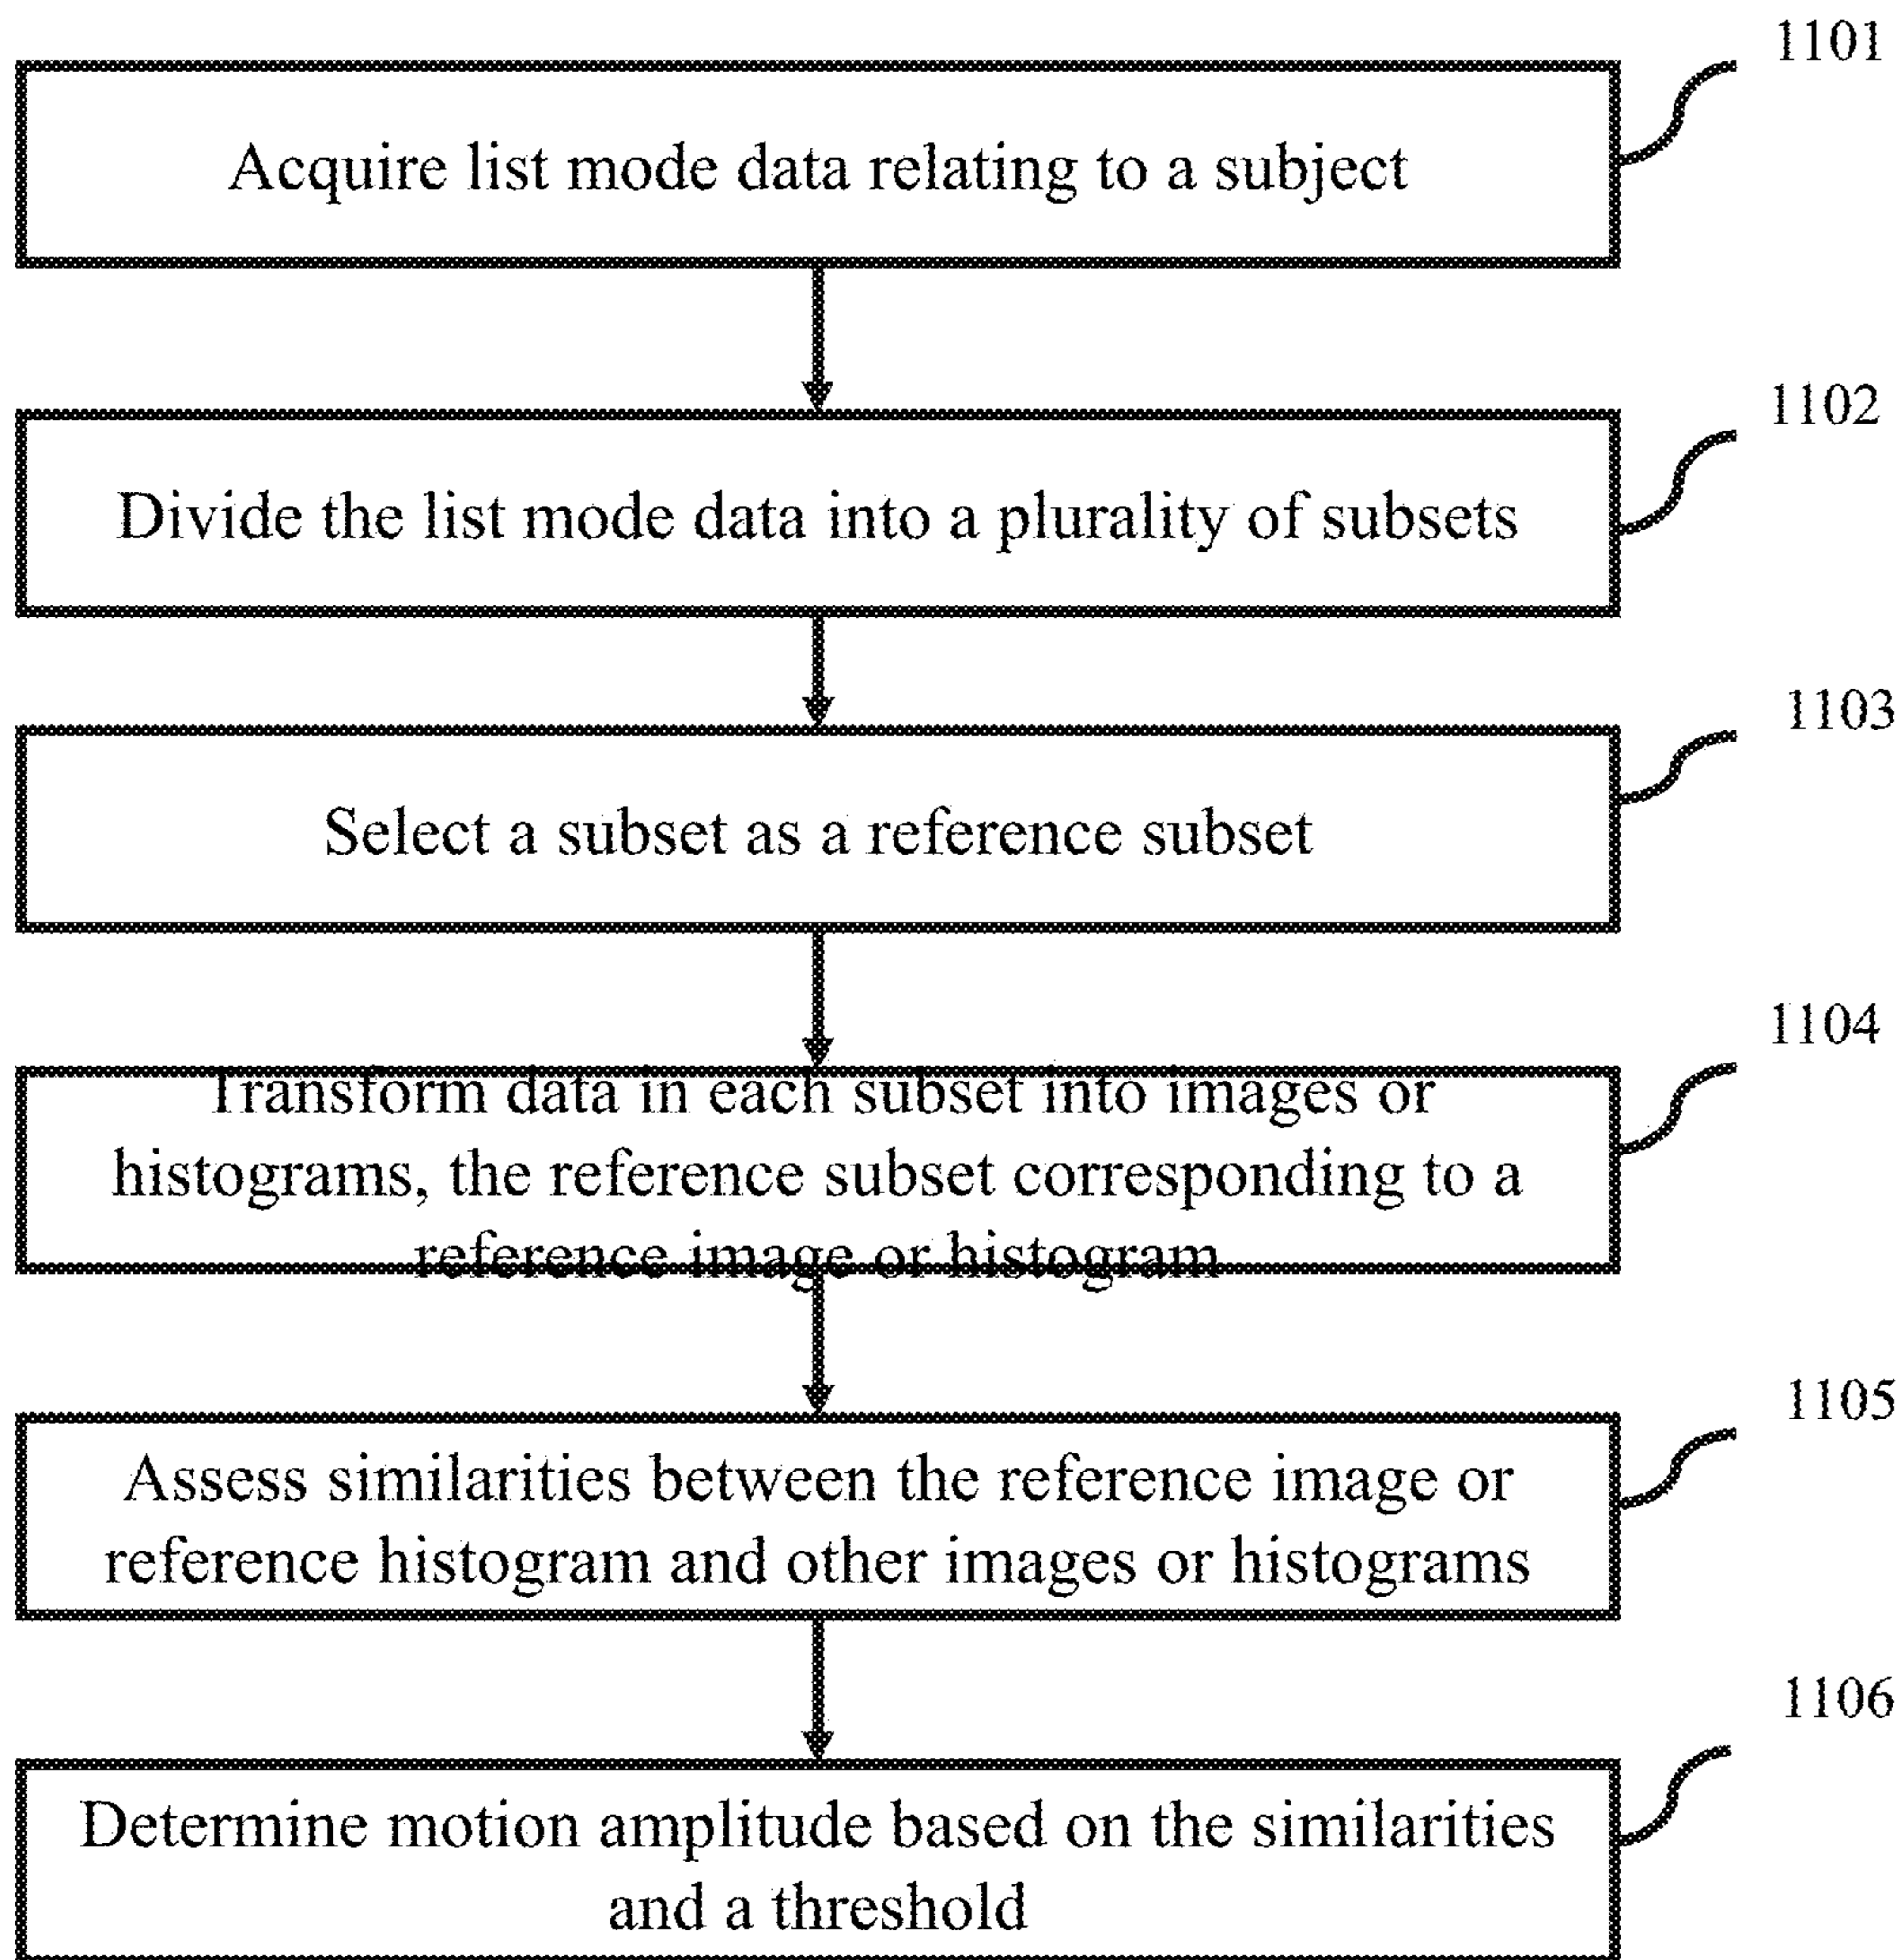 1101
Acquire list mode data relating to a subject
1102
Divide the list mode data into a plurality of subsets
1103
Select a subset as a reference subset
1104
Transform data in each subset into images or
histograms, the reference subset corresponding to a
reference image or histogram
1105
Assess similarities between the reference image or
reference histogram and other images or histograms
1106
Determine motion amplitude based on the similarities
and a threshold